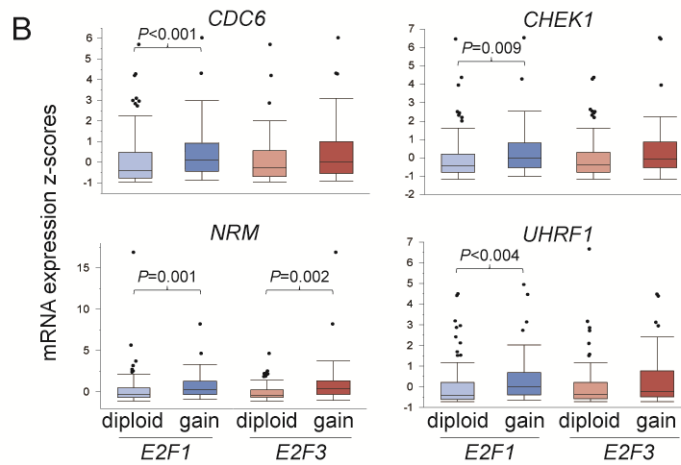 B
CDC6
CHEK1
mRNA expression z-scores
6
5
4
3
2
1
0
-1
P<0.001
7
6
5
4
3
2
1
0
-1
-2
P=0.009
NRM
UHRF1
15
10
5
0
P=0.001
P=0.002
7
6
5
4
3
2
1
0
-1
P<0.004
diploid gain diploid gain
diploid gain diploid gain
E2F1 E2F3
E2F1 E2F3